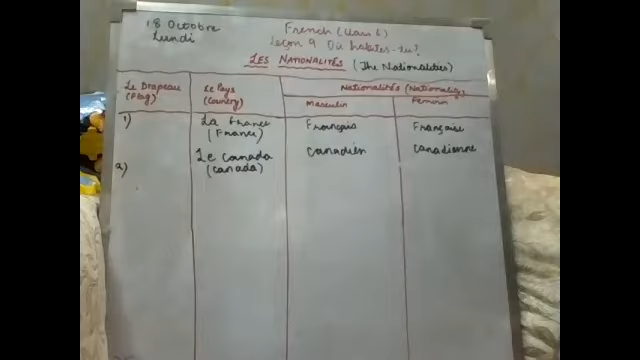 18 Octobre
Lundi
French (Class 6)
Leçon 9 Où habites-tu?
LES NATIONALITÉS (The Nationalities)
Le Drapeau
(Flag)
Le Pays
(Country)
Nationalités (Nationality)
Masculin
Feminin
1)
La France
(France)
Français
Française
2)
Le Canada
(Canada)
Canadien
Canadienne